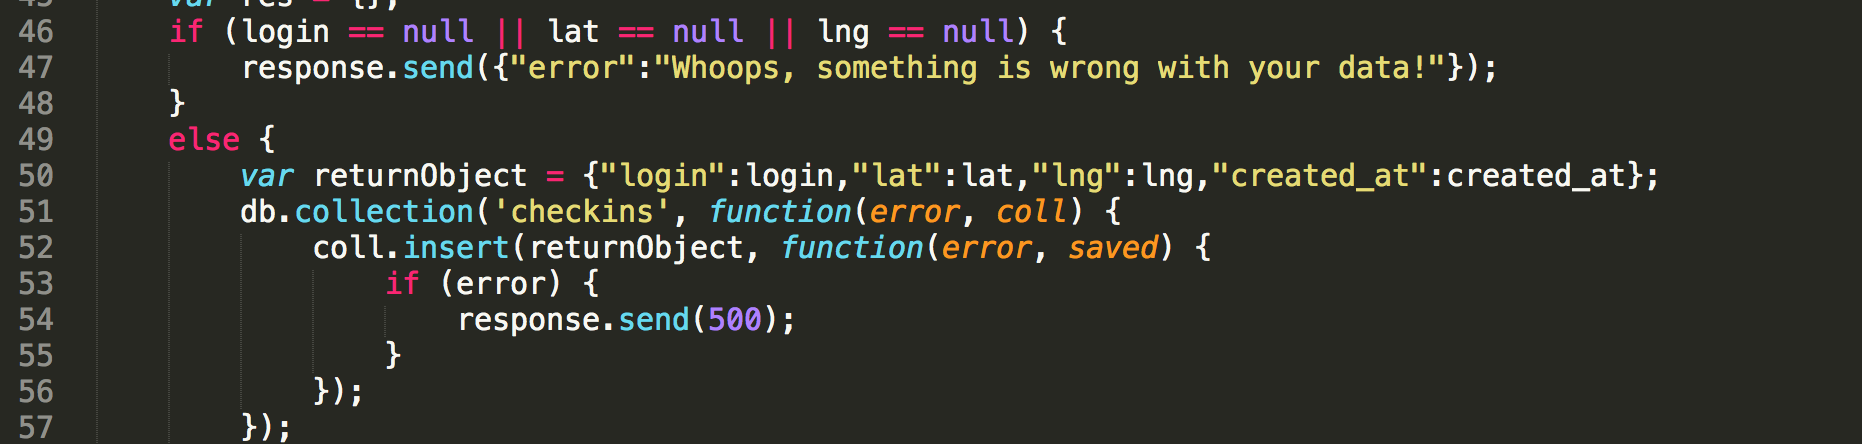 45 var res = {};
46 if (login == null || lat == null || lng == null) {
47 response.send({"error":"Whoops, something is wrong with your data!"});
48 }
49 else {
50 var returnObject = {"login":login,"lat":lat,"lng":lng,"created_at":created_at};
51 db.collection('checkins', function(error, coll) {
52 coll.insert(returnObject, function(error, saved) {
53 if (error) {
54 response.send(500);
55 }
56 });
57 });